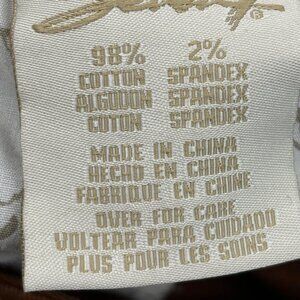 98% 2%
COTTON SPANDEX
ALGODON SPANDEX
COTON SPANDEX
MADE IN CHINA
HECHO EN CHINA
FABRIQUE EN CHINE
OVER FOR CARE
VOLTEAR PARA CUIDADO
PLUS POUR LES SOINS